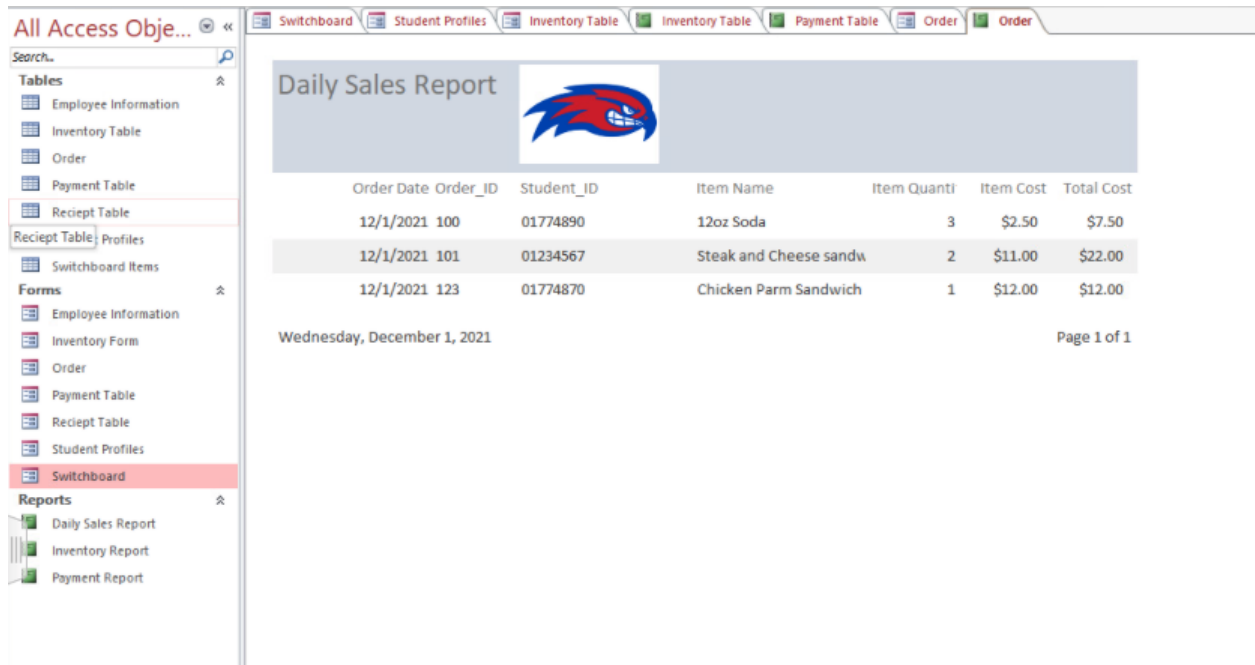 All Access Obje...
Search..
Tables
Employee Information
Inventory Table
Order
Payment Table
Reciept Table
Reciept Table
Profiles
Switchboard Items
Forms
Employee Information
Inventory Form
Order
Payment Table
Reciept Table
Student Profiles
Switchboard
Reports
Daily Sales Report
Inventory Report
Payment Report
Switchboard Student Profiles Inventory Table Inventory Table Payment Table Order Order
Daily Sales Report
Order Date Order_ID Student_ID Item Name Item Quanti Item Cost Total Cost
12/1/2021 100 01774890 12oz Soda 3 $2.50 $7.50
12/1/2021 101 01234567 Steak and Cheese sandw 2 $11.00 $22.00
12/1/2021 123 01774870 Chicken Parm Sandwich 1 $12.00 $12.00
Wednesday, December 1, 2021 Page 1 of 1